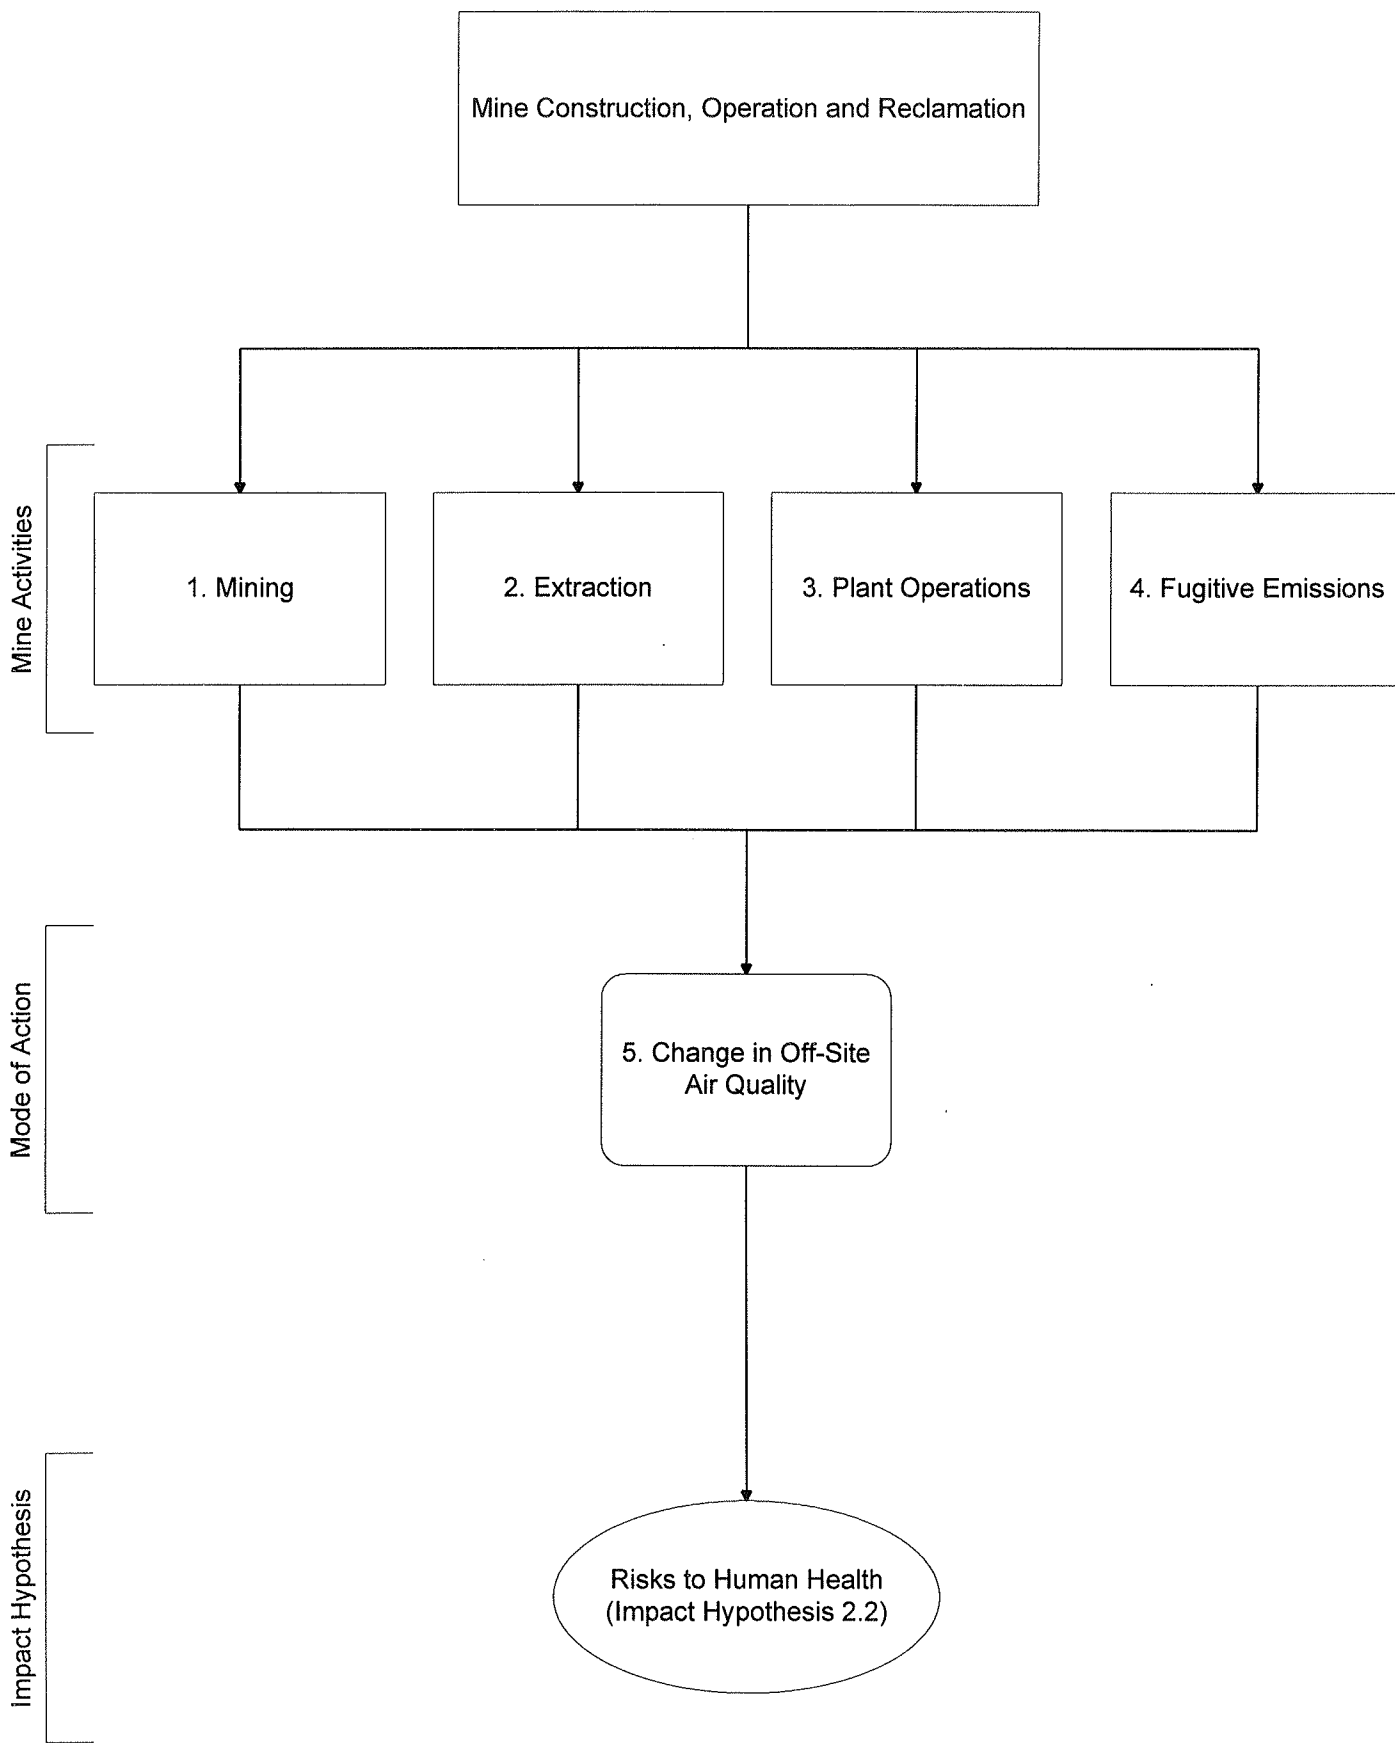 Mine Construction, Operation and Reclamation
Mine Activities
1. Mining
2. Extraction
3. Plant Operations
4. Fugitive Emissions
Mode of Action
5. Change in Off-Site
Air Quality
Impact Hypothesis
Risks to Human Health
(Impact Hypothesis 2.2)